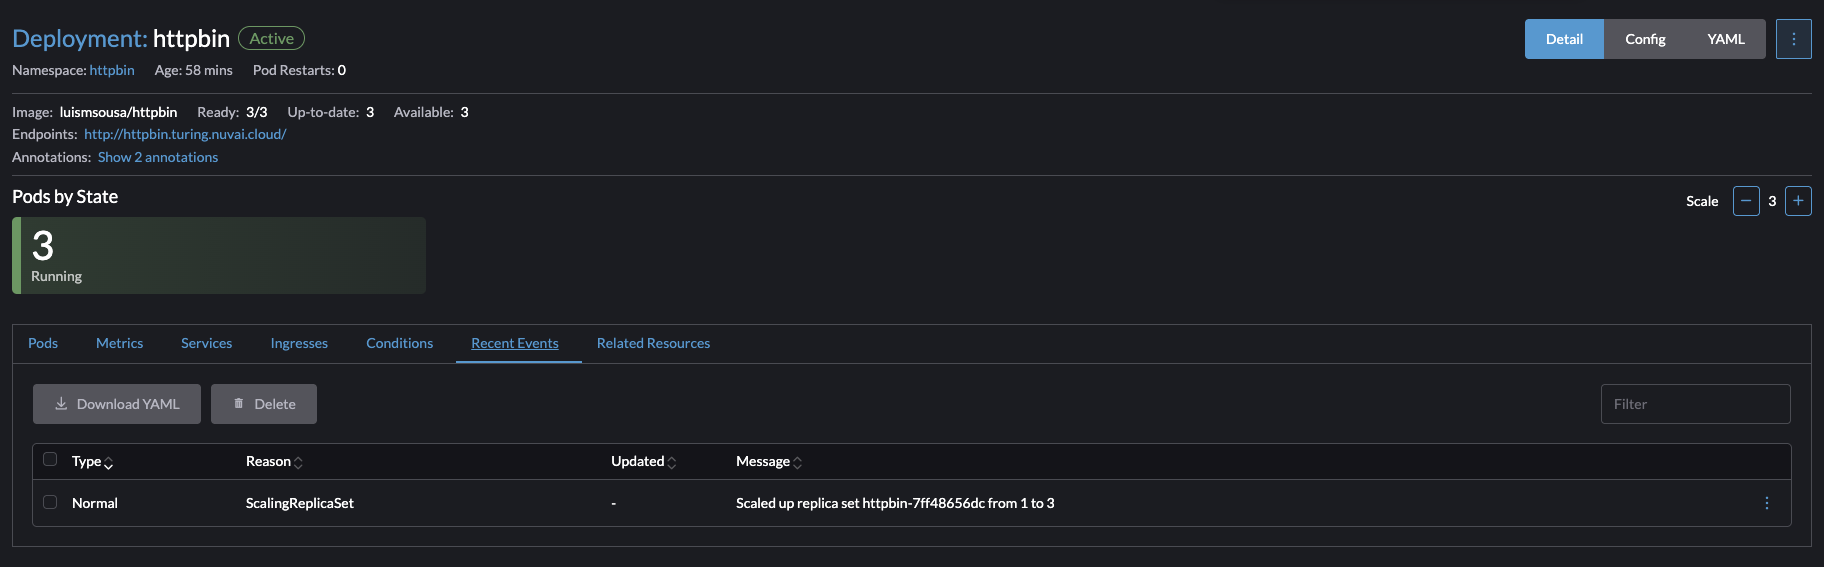 Deployment: httpbin Active
Detail Config YAML
Namespace: httpbin Age: 58 mins Pod Restarts: 0
Image: luismsousa/httpbin Ready: 3/3 Up-to-date: 3 Available: 3
Endpoints: http://httpbin.turing.nuvai.cloud/
Annotations: Show 2 annotations
Pods by State
Scale − 3 +
3
Running
Pods Metrics Services Ingresses Conditions Recent Events Related Resources
Download YAML Delete Filter
Type Reason Updated Message
Normal ScalingReplicaSet - Scaled up replica set httpbin-7ff48656dc from 1 to 3